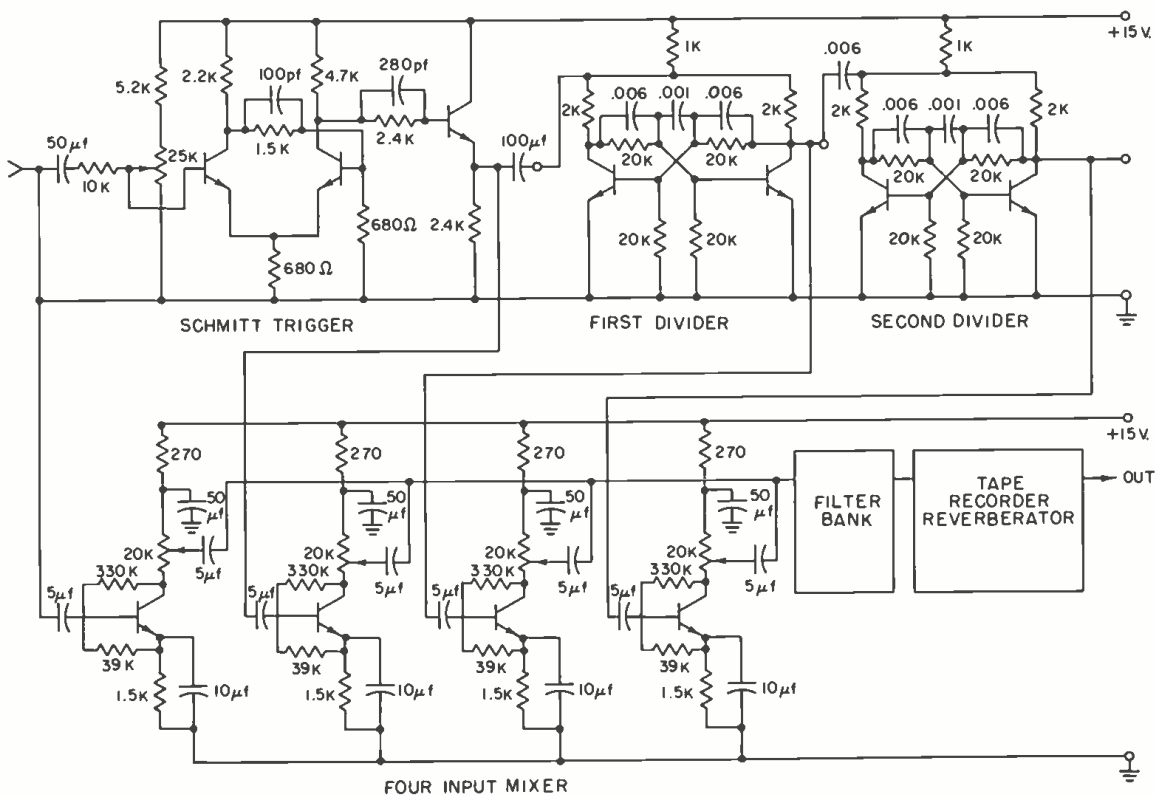 +15V.
1K
1K
.006
5.2K
2.2K
100pf
4.7K
280pf
2K
.006
.001
.006
2K
2K
.006
.001
.006
2K
50μf
1.5K
2.4K
100μf
25K
20K
20K
20K
20K
10K
680Ω
2.4K
20K
20K
20K
20K
680Ω
SCHMITT TRIGGER
FIRST DIVIDER
SECOND DIVIDER
+15V.
270
270
270
270
50 μf
50 μf
50 μf
50 μf
FILTER BANK
TAPE RECORDER REVERBERATOR
OUT
20K
20K
20K
20K
5μf
5μf
5μf
5μf
330K
330K
330K
330K
5μf
5μf
5μf
5μf
39K
39K
39K
39K
1.5K
10μf
1.5K
10μf
1.5K
10μf
1.5K
10μf
FOUR INPUT MIXER